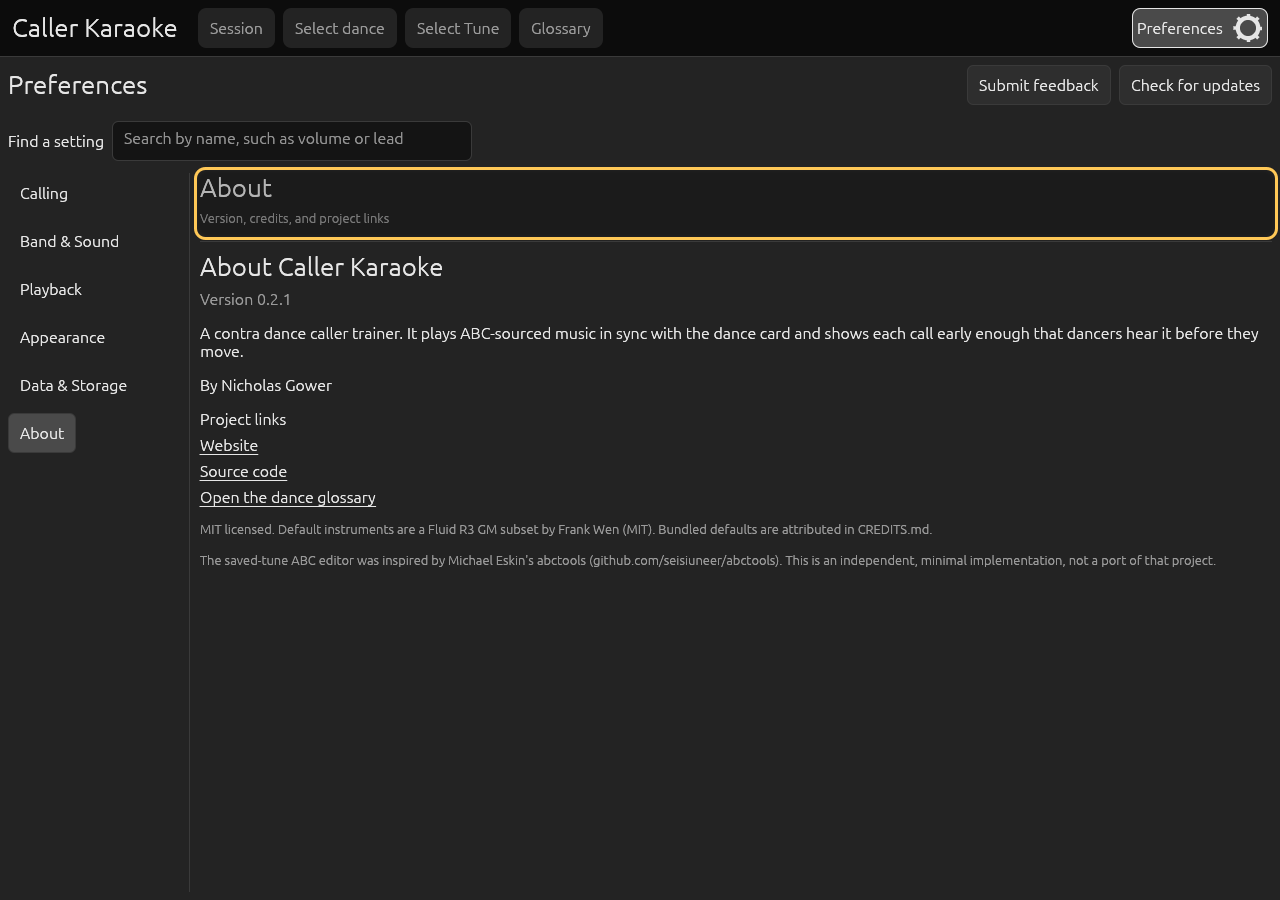 Caller Karaoke
Session
Select dance
Select Tune
Glossary
Preferences
Preferences
Submit feedback
Check for updates
Find a setting
Search by name, such as volume or lead
Calling
Band & Sound
Playback
Appearance
Data & Storage
About
About
Version, credits, and project links
About Caller Karaoke
Version 0.2.1
A contra dance caller trainer. It plays ABC-sourced music in sync with the dance card and shows each call early enough that dancers hear it before they
move.
By Nicholas Gower
Project links
Website
Source code
Open the dance glossary
MIT licensed. Default instruments are a Fluid R3 GM subset by Frank Wen (MIT). Bundled defaults are attributed in CREDITS.md.
The saved-tune ABC editor was inspired by Michael Eskin's abctools (github.com/seisiuneer/abctools). This is an independent, minimal implementation, not a port of that project.